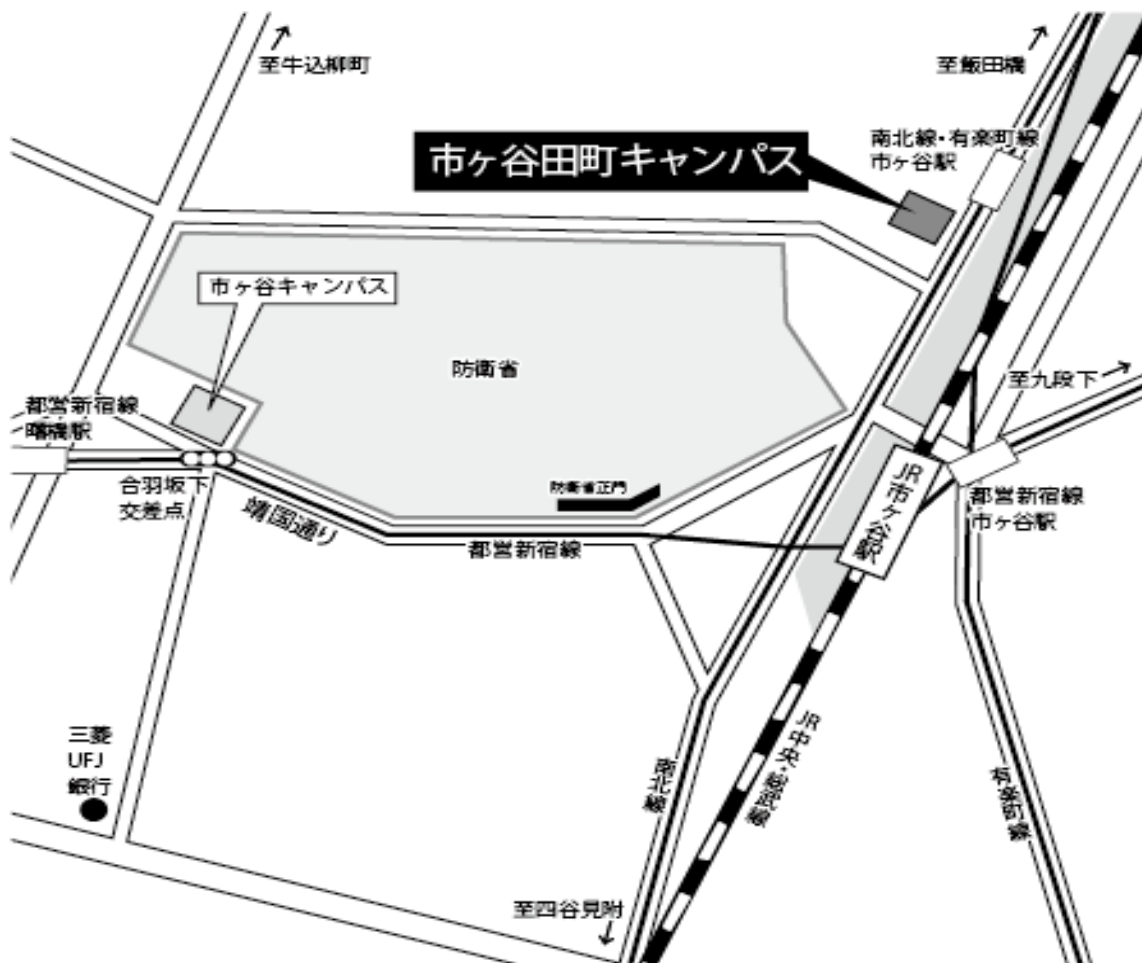 至牛込柳町
至飯田橋
市ヶ谷田町キャンパス
南北線・有楽町線
市ヶ谷駅
市ヶ谷キャンパス
防衛省
至九段下
都営新宿線
曙橋駅
防衛省正門
合羽坂下
交差点
靖国通り
都営新宿線
JR市ヶ谷駅
都営新宿線
市ヶ谷駅
三菱
UFJ
銀行
南北線
JR中央・総武線
有楽町線
至四谷見附